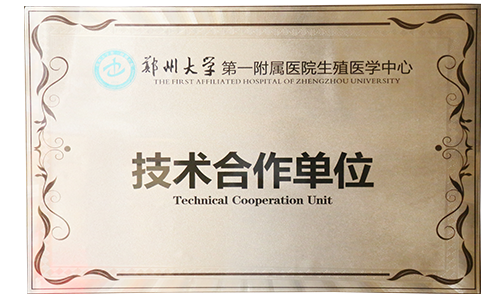 郑州大学 第一附属医院生殖医学中心
THE FIRST AFFILIATED HOSPITAL OF ZHENGZHOU UNIVERSITY
技术合作单位
Technical Cooperation Unit